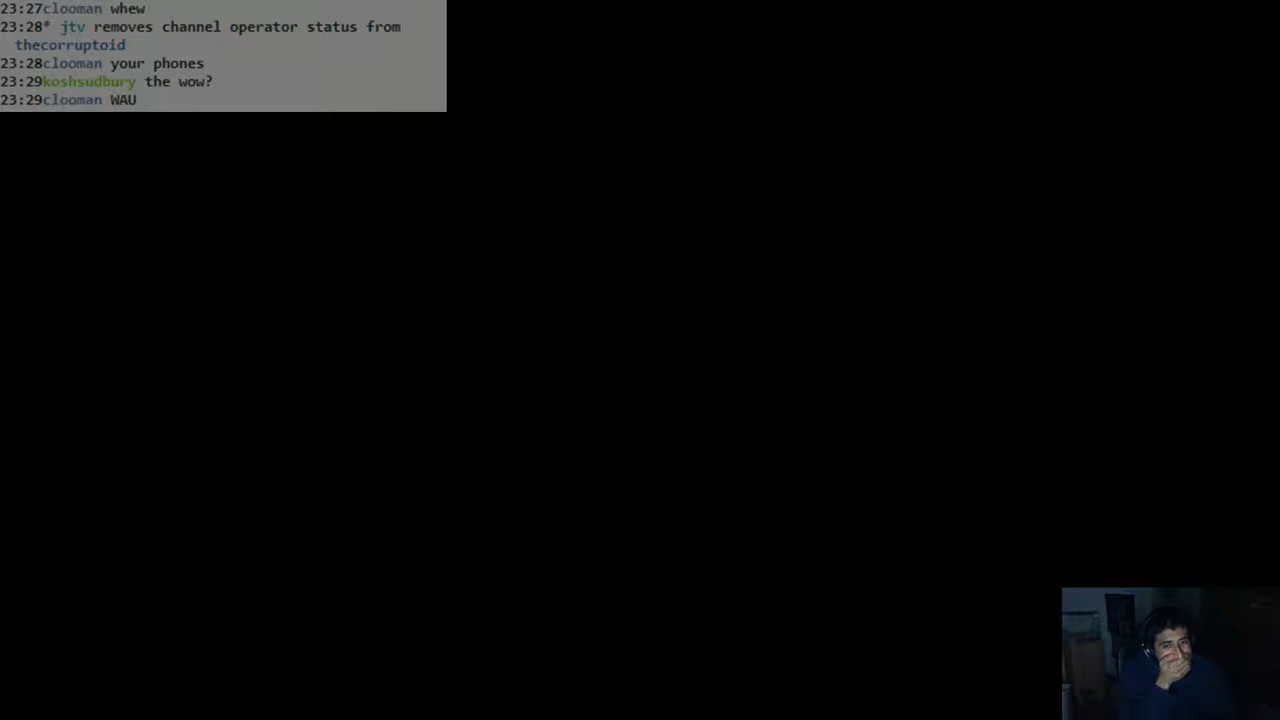 23:27clooman whew
23:28* jtv removes channel operator status from
thecorruptoid
23:28clooman your phones
23:29koshsudbury the wow?
23:29clooman WAU